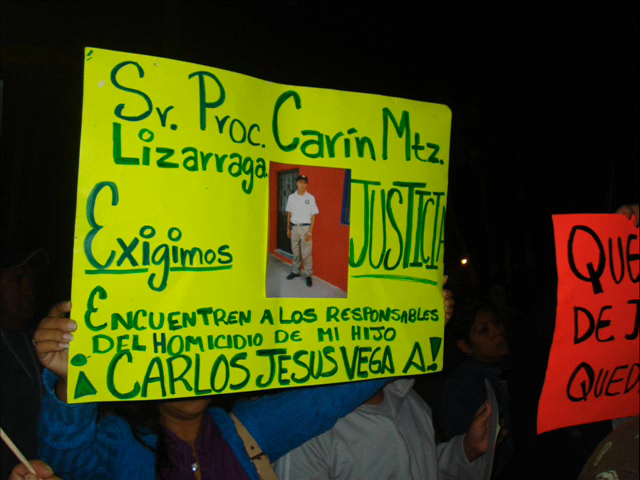 Sr. Proc. Carín Mtz.
Lizarraga
Exigimos JUSTICIA
ENCUENTREN A LOS RESPONSABLES
DEL HOMICIDIO DE MI HIJO
¡CARLOS JESUS VEGA A!
QUE
DE
QUED